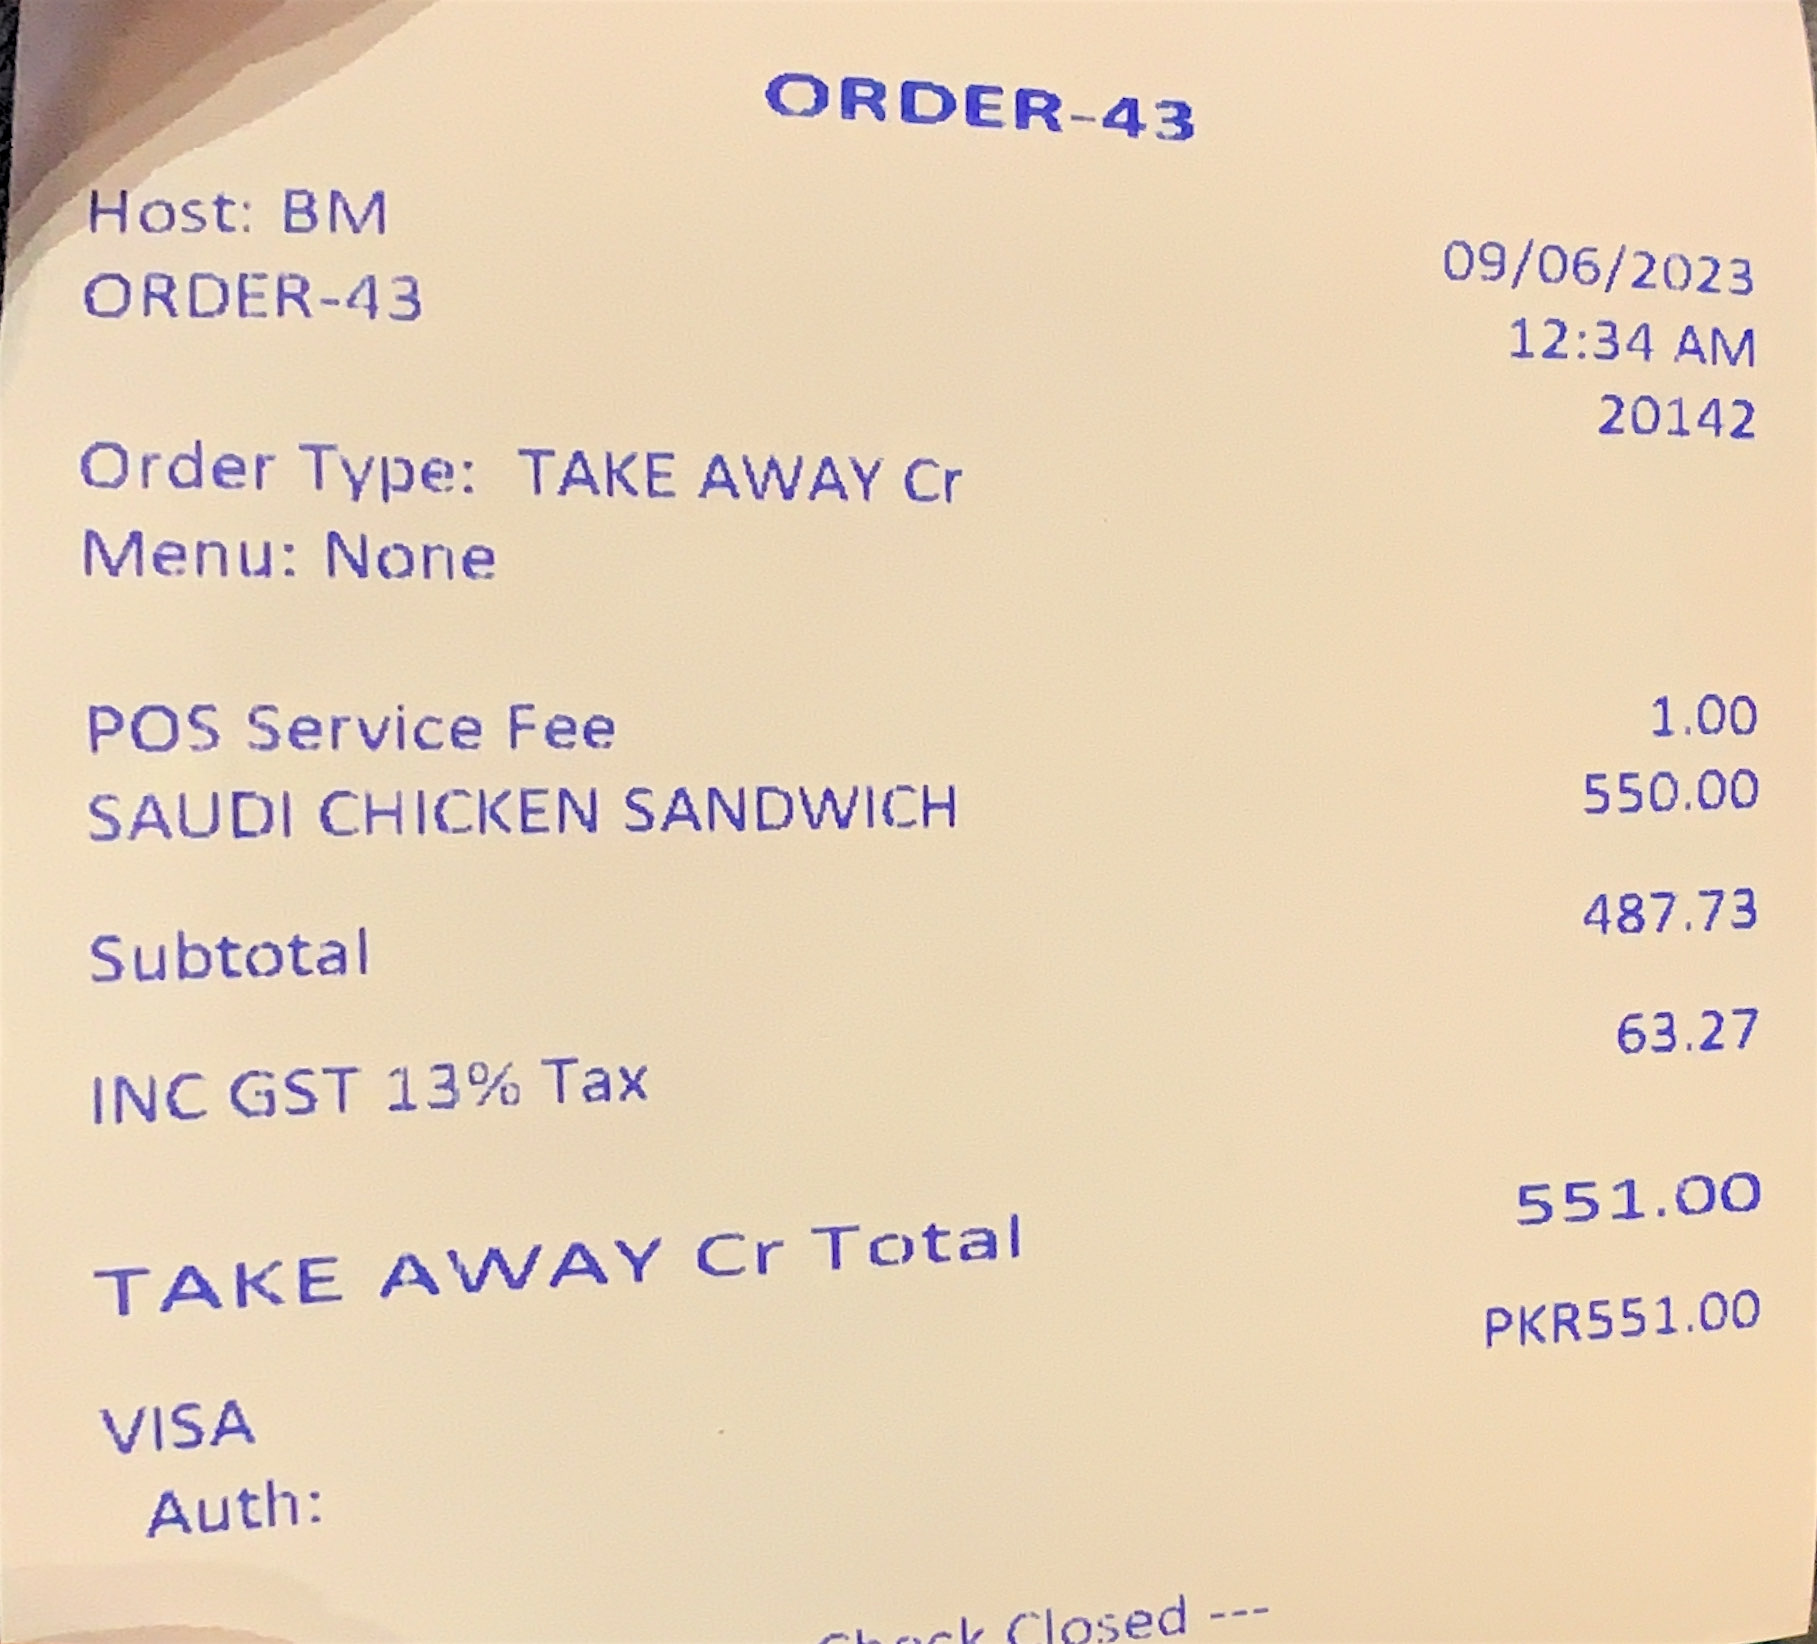 ORDER-43
Host: BM
ORDER-43
09/06/2023
12:34 AM
20142
Order Type: TAKE AWAY Cr
Menu: None
POS Service Fee 1.00
SAUDI CHICKEN SANDWICH 550.00
Subtotal 487.73
INC GST 13% Tax 63.27
TAKE AWAY Cr Total 551.00
VISA PKR551.00
Auth:
Check Closed ---